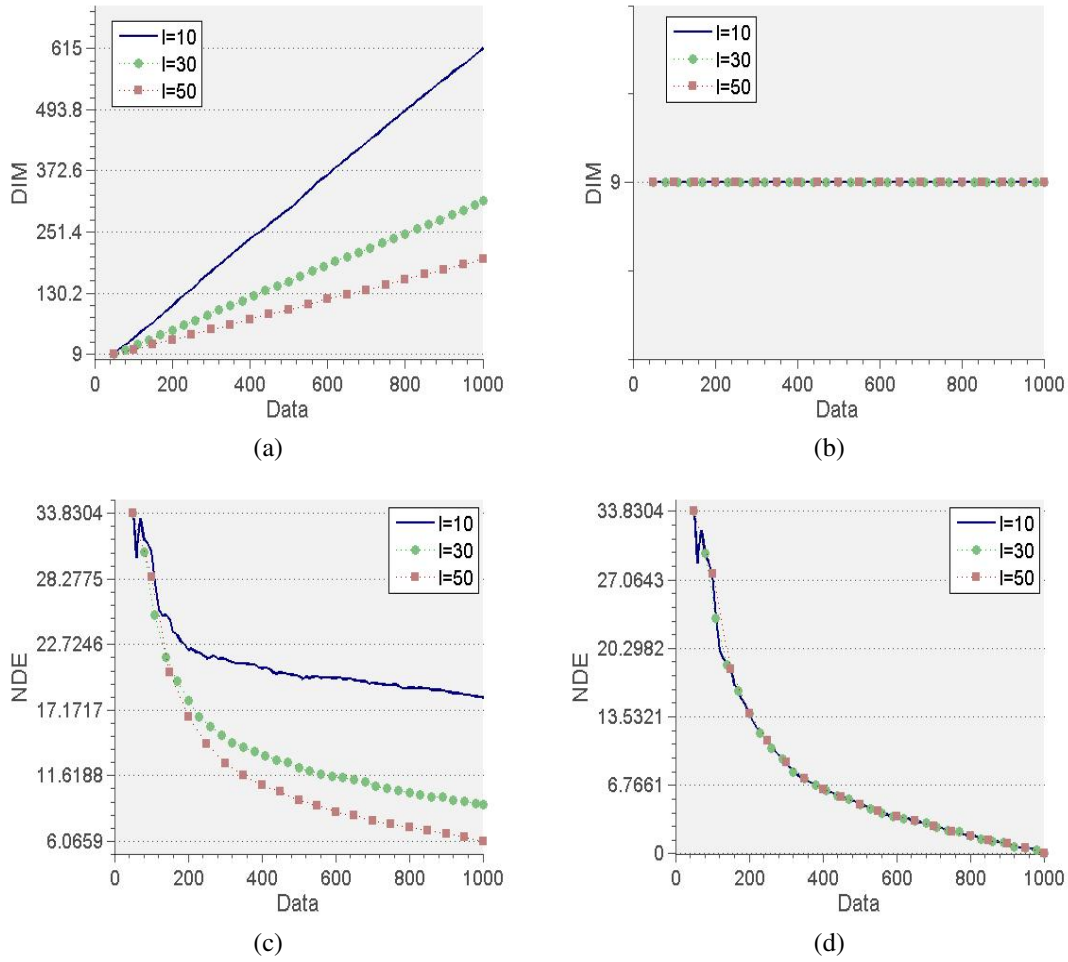 615
493.8
372.6
251.4
130.2
9
DIM
l=10
l=30
l=50
0 200 400 600 800 1000
Data
(a)
9
DIM
l=10
l=30
l=50
0 200 400 600 800 1000
Data
(b)
33.8304
28.2775
22.7246
17.1717
11.6188
6.0659
NDE
l=10
l=30
l=50
0 200 400 600 800 1000
Data
(c)
33.8304
27.0643
20.2982
13.5321
6.7661
0
NDE
l=10
l=30
l=50
0 200 400 600 800 1000
Data
(d)